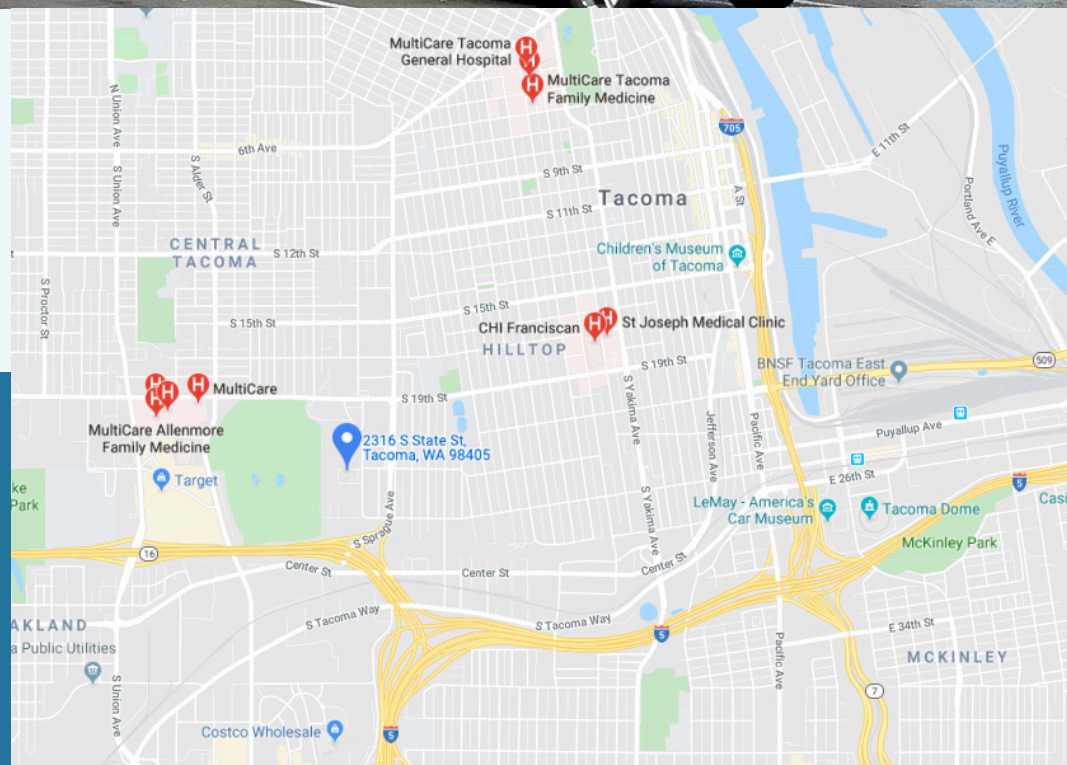 MultiCare Tacoma
General Hospital
MultiCare Tacoma
Family Medicine
705
N Union Ave
S Union Ave
S Alder St
6th Ave
S 9th St
E 11th St
Puyallup River
Portland Ave E
Tacoma
A St
S 11th St
CENTRAL
TACOMA
S 12th St
Children's Museum
of Tacoma
S Proctor St
S 15th St
S 15th St
CHI Franciscan
St Joseph Medical Clinic
HILLTOP
S 19th St
BNSF Tacoma East
End Yard Office
509
MultiCare
S 19th St
S Yakima Ave
Jefferson Ave
Pacific Ave
Puyallup Ave
MultiCare Allenmore
Family Medicine
2316 S State St,
Tacoma, WA 98405
Target
ke
Park
E 26th St
5
S Sprague Ave
S Yakima Ave
LeMay - America's
Car Museum
Tacoma Dome
Casi
McKinley Park
16
Center St
Center St
Center St
S Tacoma Way
S Tacoma Way
5
E 34th St
AKLAND
a Public Utilities
MCKINLEY
Pacific Ave
S Union Ave
7
Costco Wholesale
5